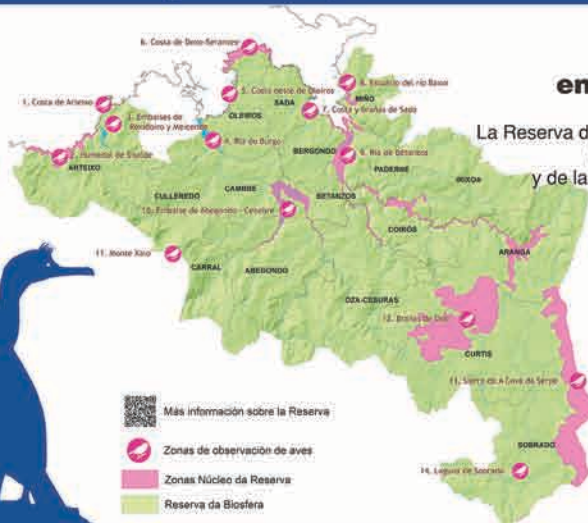 6. Costa de Dexo-Serantes
1. Costa de Arteixo
5. Costa oeste de Oleiros
8. Estuario del río Baxoi
3. Embalses de
Rosadoiro y Meicende
7. Costa y Brañas de Sada
4. Ría do Burgo
2. Humedal de
9. Ría de Betanzos
10. Embalse de Abegondo - Cecebre
11. Monte Xalo
12. Brañas de
13. Sierra de A Cova da Serpe
14. Laguna de Sobrado
OLEIROS
SADA
MIÑO
BERGONDO
PADERNE
IRIXOA
ARTEIXO
CULLEREDO
CAMBRE
BETANZOS
COIRÓS
ARANGA
CARRAL
ABEGONDO
OZA-CESURAS
CURTIS
SOBRADO
en
La Reserva d
y de la
Más información sobre la Reserva
Zonas de observación de aves
Zonas Núcleo da Reserva
Reserva da Biosfera